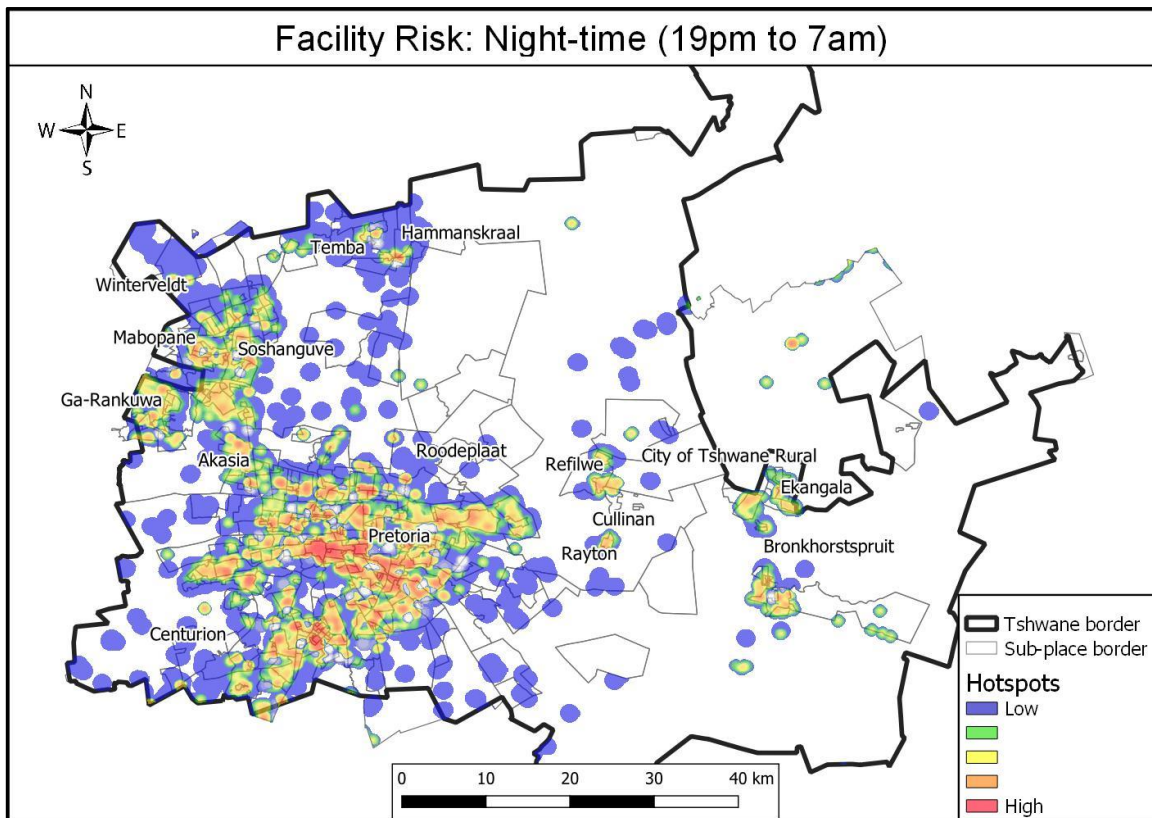 Facility Risk: Night-time (19pm to 7am)
N
W E
S
Hammanskraal
Temba
Winterveldt
Mabopane
Soshanguve
Ga-Rankuwa
Akasia
Roodeplaat
Refilwe
City of Tshwane Rural
Ekangala
Cullinan
Pretoria
Rayton
Bronkhorstspruit
Centurion
Tshwane border
Sub-place border
Hotspots
Low
High
0 10 20 30 40 km